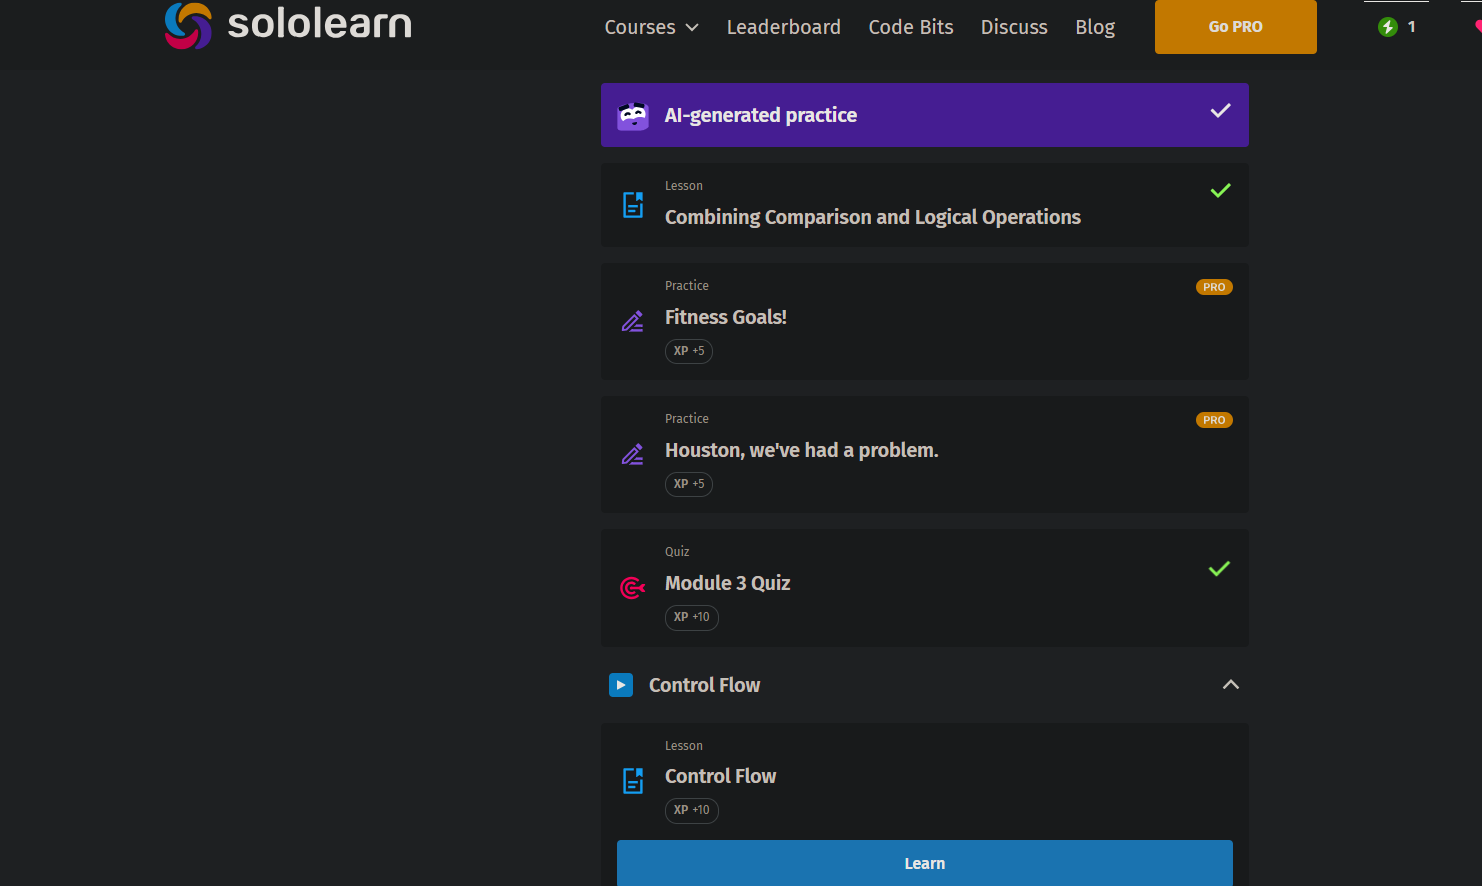 sololearn
Courses Leaderboard Code Bits Discuss Blog Go PRO 1
AI-generated practice
Lesson
Combining Comparison and Logical Operations
Practice PRO
Fitness Goals!
XP +5
Practice PRO
Houston, we've had a problem.
XP +5
Quiz
Module 3 Quiz
XP +10
Control Flow
Lesson
Control Flow
XP +10
Learn